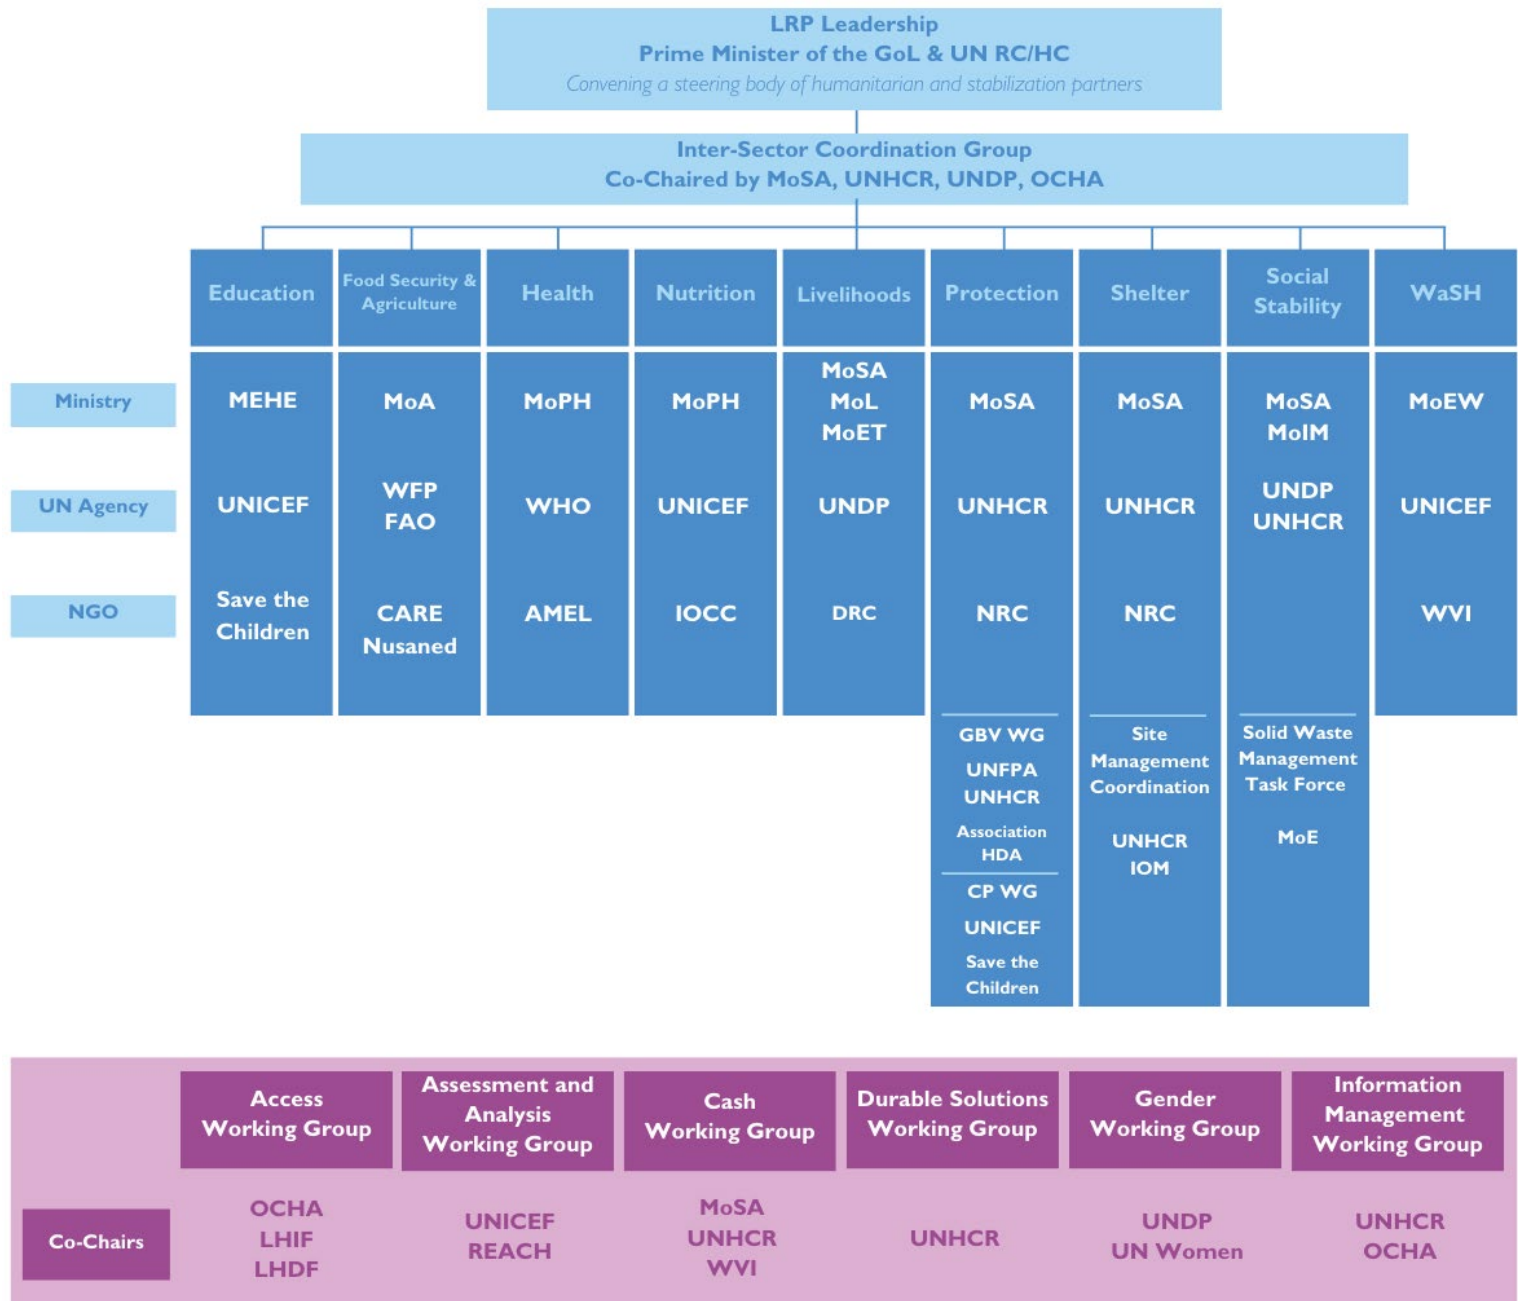 LRP Leadership
Prime Minister of the GoL & UN RC/HC
Convening a steering body of humanitarian and stabilization partners
Inter-Sector Coordination Group
Co-Chaired by MoSA, UNHCR, UNDP, OCHA
Education
Food Security &
Agriculture
Health
Nutrition
Livelihoods
Protection
Shelter
Social
Stability
WaSH
Ministry
MEHE
MoA
MoPH
MoPH
MoSA
MoL
MoET
MoSA
MoSA
MoSA
MoIM
MoEW
UN Agency
UNICEF
WFP
FAO
WHO
UNICEF
UNDP
UNHCR
UNHCR
UNDP
UNHCR
UNICEF
NGO
Save the
Children
CARE
Nusaned
AMEL
IOCC
DRC
NRC
NRC
WVI
GBV WG
UNFPA
UNHCR
Association
HDA
CP WG
UNICEF
Save the
Children
Site
Management
Coordination
UNHCR
IOM
Solid Waste
Management
Task Force
MoE
Access
Working Group
Assessment and
Analysis
Working Group
Cash
Working Group
Durable Solutions
Working Group
Gender
Working Group
Information
Management
Working Group
Co-Chairs
OCHA
LHIF
LHDF
UNICEF
REACH
MoSA
UNHCR
WVI
UNHCR
UNDP
UN Women
UNHCR
OCHA